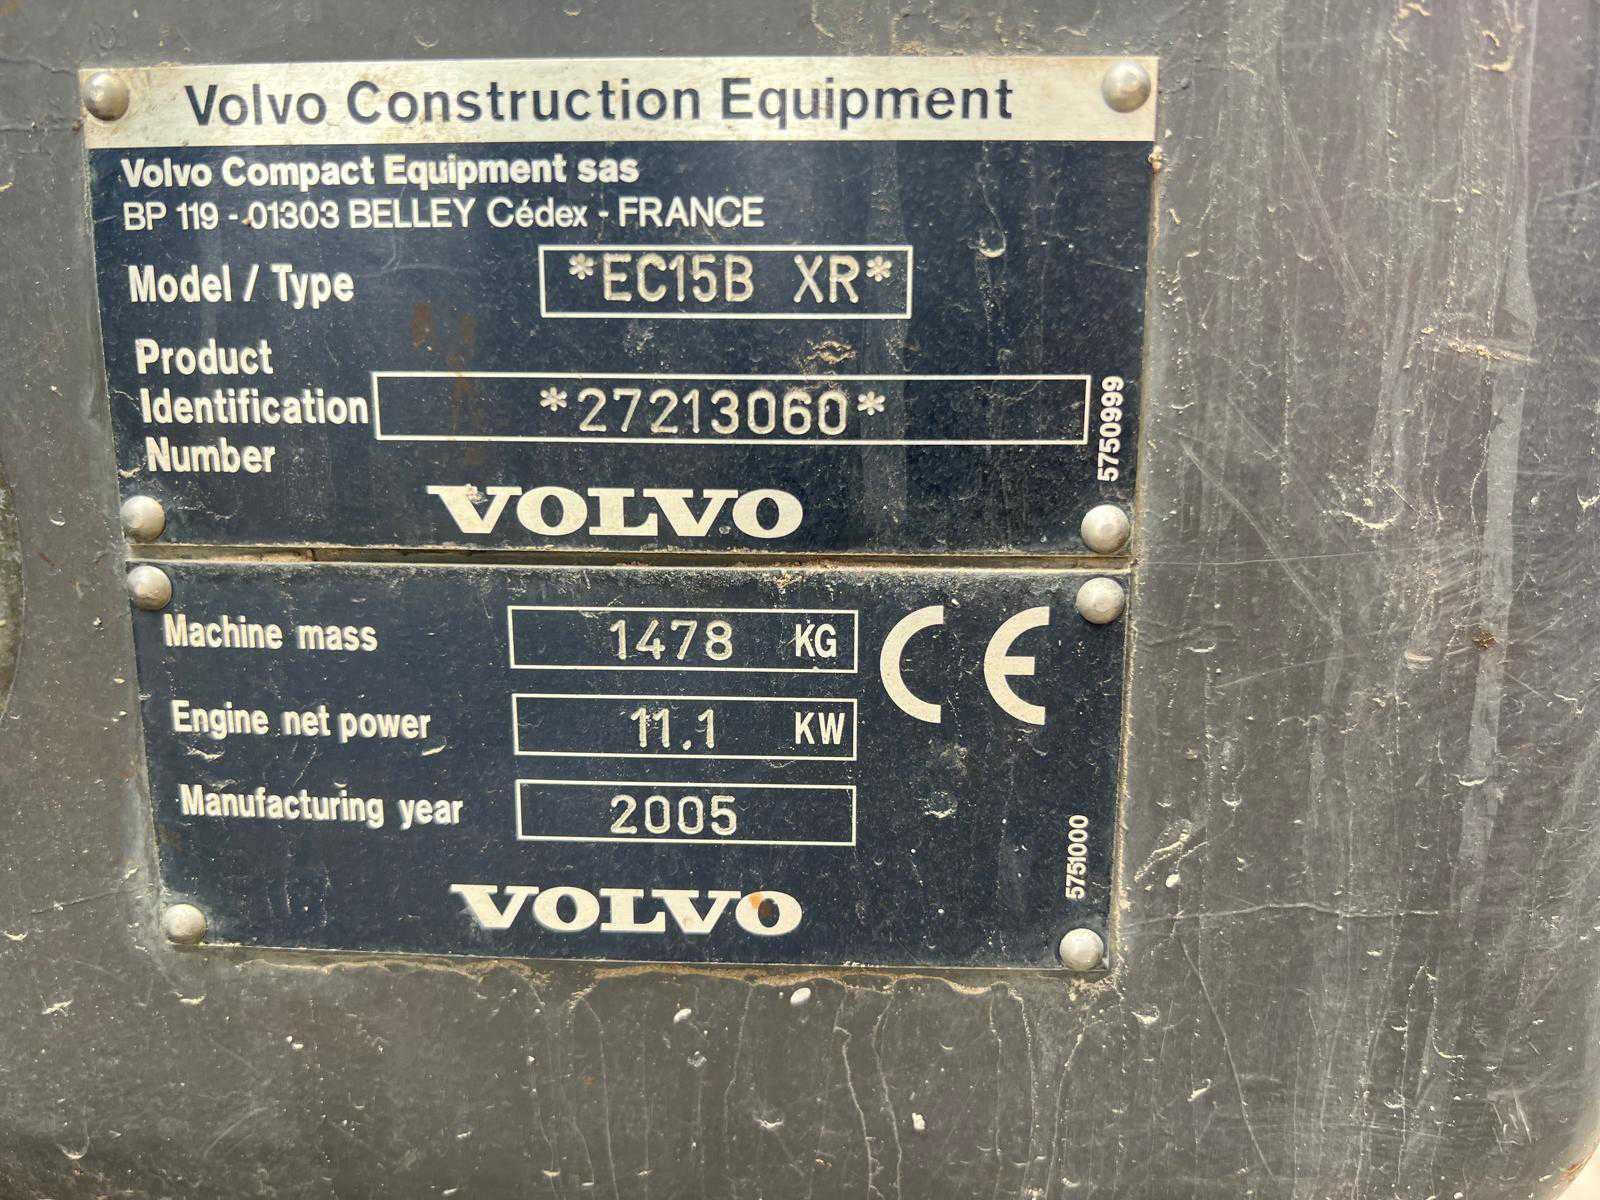 Volvo Construction Equipment
Volvo Compact Equipment sas
BP 119 - 01303 BELLEY Cédex - FRANCE
Model / Type *EC15B XR*
Product
Identification *27213060*
Number
5750999
VOLVO
Machine mass 1478 KG
CE
Engine net power 11.1 KW
Manufacturing year 2005
5751000
VOLVO